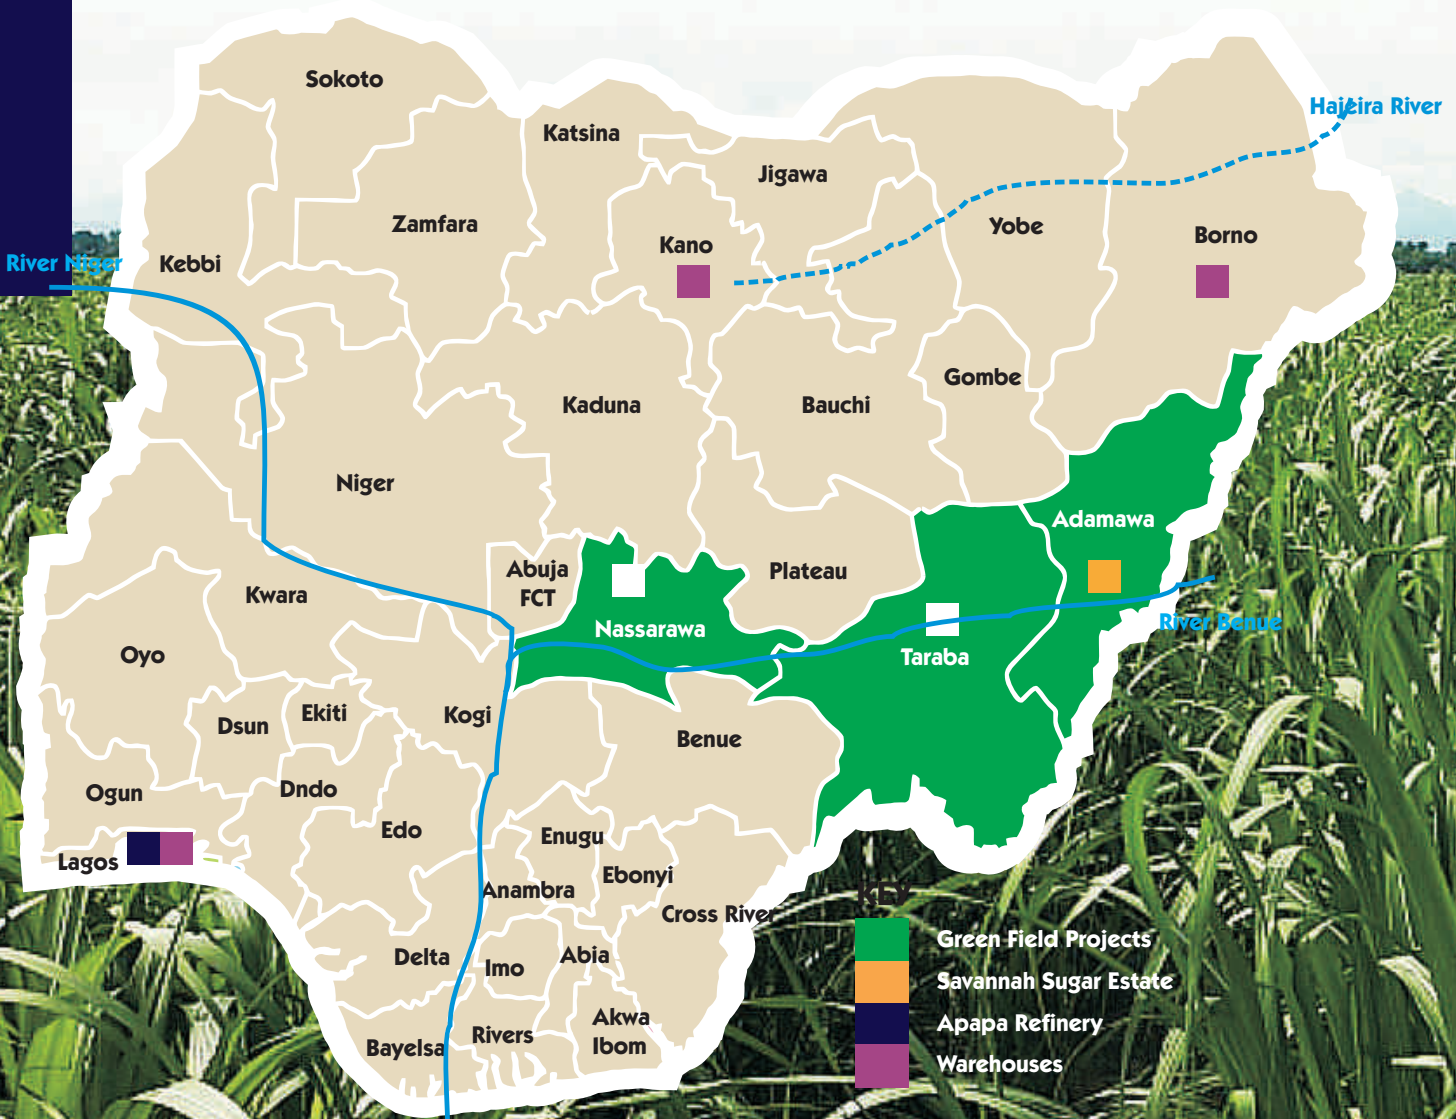 Sokoto
Katsina
Hajeira River
Jigawa
Zamfara
Kano
Yobe
Borno
River Niger
Kebbi
Gombe
Kaduna
Bauchi
Niger
Adamawa
Abuja
FCT
Plateau
Kwara
Nassarawa
River Benue
Oyo
Taraba
Dsun
Ekiti
Kogi
Benue
Ogun
Dndo
Edo
Enugu
Lagos
Anambra
Ebonyi
Cross River
Delta
Imo
Abia
Bayelsa
Rivers
Akwa
Ibom
KEY
Green Field Projects
Savannah Sugar Estate
Apapa Refinery
Warehouses